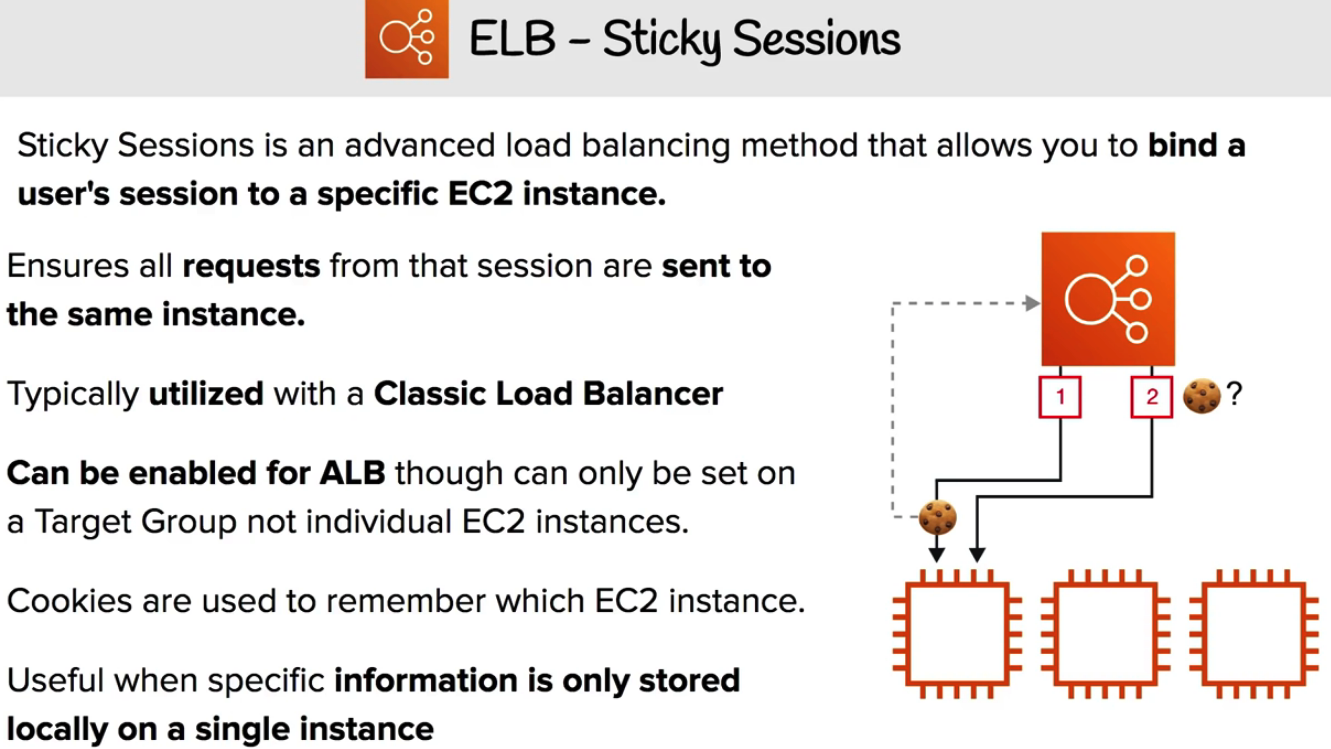 ELB – Sticky Sessions
Sticky Sessions is an advanced load balancing method that allows you to bind a
user's session to a specific EC2 instance.
Ensures all requests from that session are sent to
the same instance.
Typically utilized with a Classic Load Balancer
Can be enabled for ALB though can only be set on
a Target Group not individual EC2 instances.
Cookies are used to remember which EC2 instance.
Useful when specific information is only stored
locally on a single instance
1
2
?